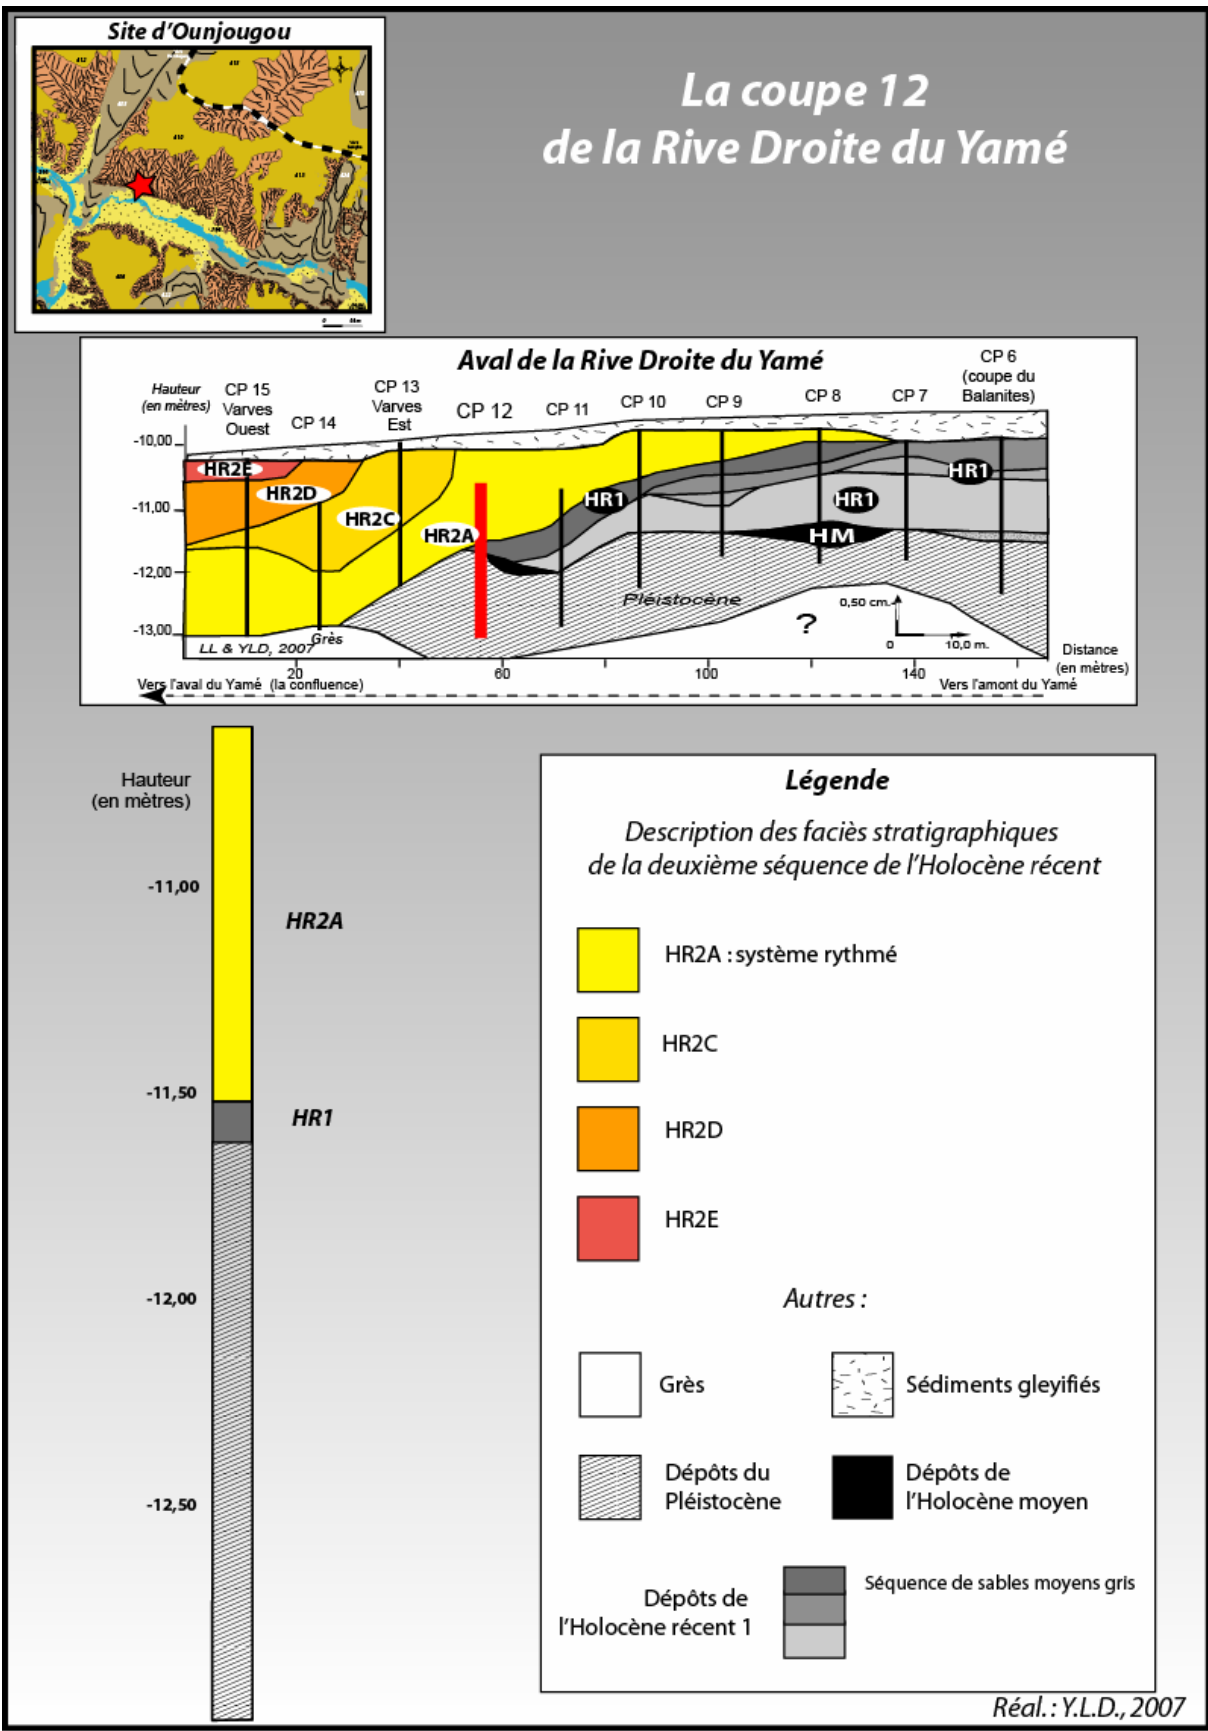 Site d'Ounjougou
La coupe 12
de la Rive Droite du Yamé
Aval de la Rive Droite du Yamé
Hauteur
(en mètres)
CP 15
Varves
Ouest
CP 14
CP 13
Varves
Est
CP 12
CP 11
CP 10
CP 9
CP 8
CP 7
CP 6
(coupe du
Balanites)
-10,00
-11,00
-12,00
-13,00
HR2E
HR2D
HR2C
HR2A
HR1
HR1
HR1
HM
Pléistocène
?
0,50 cm.
0
10,0 m.
Grès
LL & YLD, 2007
20
60
100
140
Distance
(en mètres)
Vers l'aval du Yamé (la confluence)
Vers l'amont du Yamé
Hauteur
(en mètres)
-11,00
HR2A
-11,50
HR1
-12,00
-12,50
Légende
Description des faciès stratigraphiques
de la deuxième séquence de l'Holocène récent
HR2A : système rythmé
HR2C
HR2D
HR2E
Autres :
Grès
Sédiments gleyifiés
Dépôts du
Pléistocène
Dépôts de
l'Holocène moyen
Dépôts de
l'Holocène récent 1
Séquence de sables moyens gris
Réal. : Y.L.D., 2007